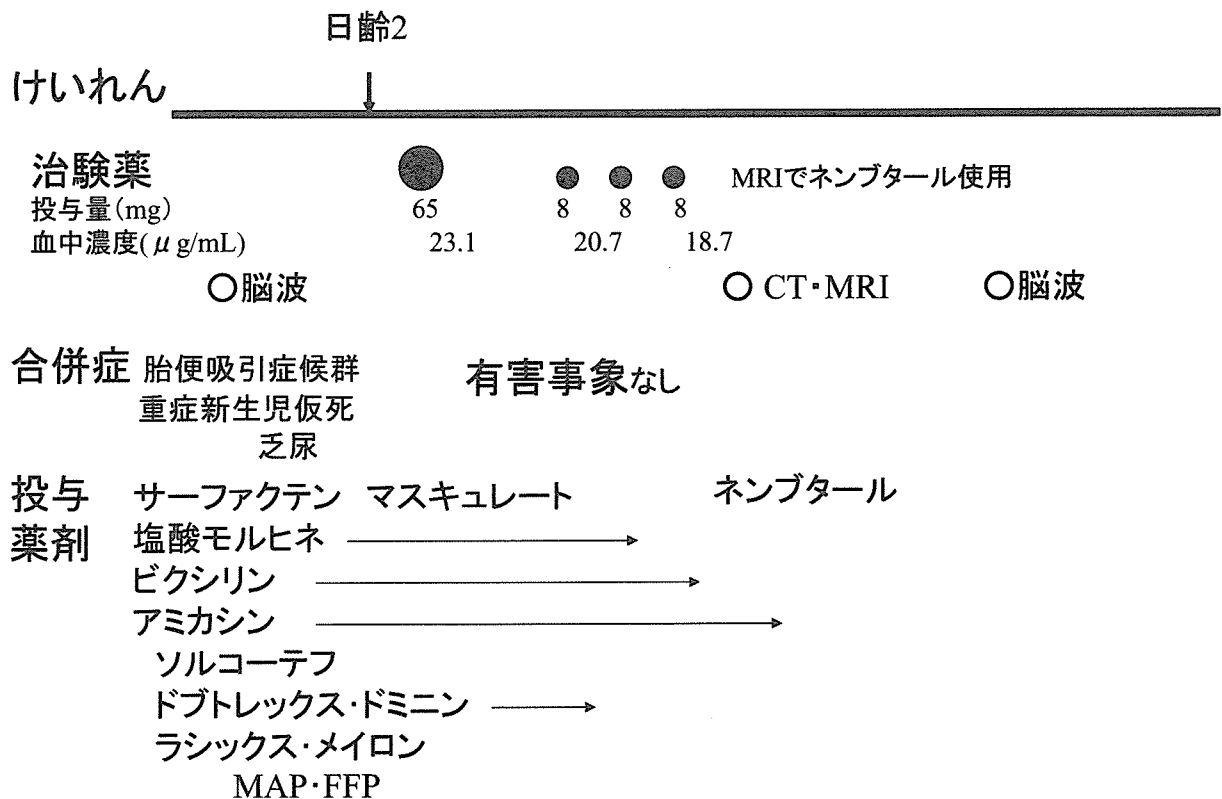 日齢2
けいれん
治験薬 MRIでネンブタール使用
投与量(mg) 65 8 8 8
血中濃度(μg/mL) 23.1 20.7 18.7
○脳波 ○ CT・MRI ○脳波
合併症 胎便吸引症候群 有害事象なし
重症新生児仮死
乏尿
投与 サーファクテン マスキュレート ネンブタール
薬剤 塩酸モルヒネ
ビクシリン
アミカシン
ソルコーテフ
ドブトレックス・ドミニン
ラシックス・メイロン
MAP・FFP